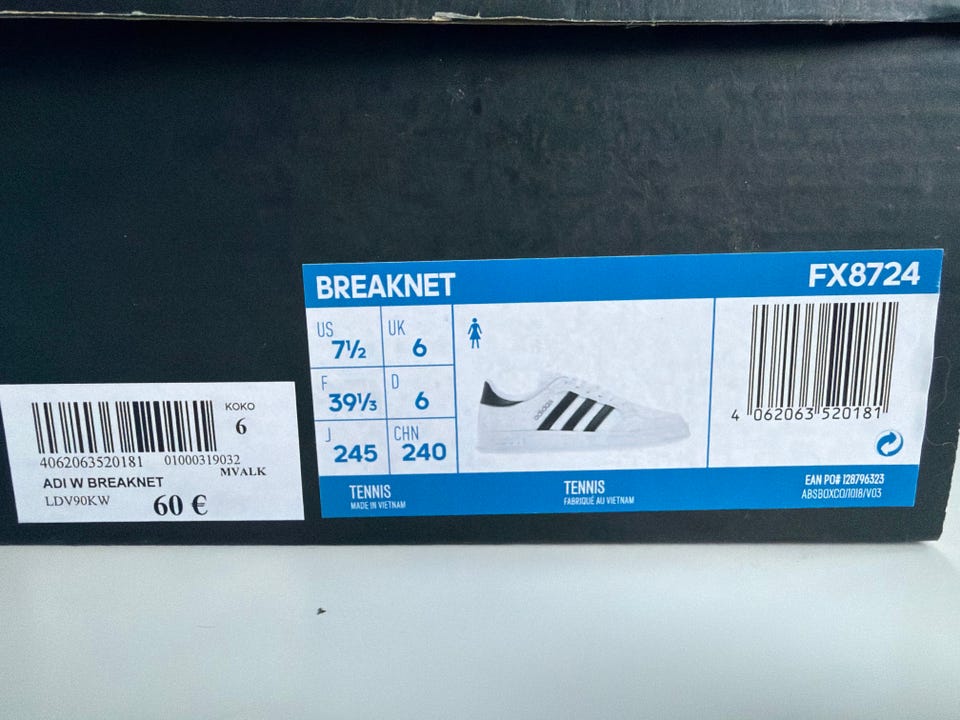 BREAKNET
FX8724
US
7½
UK
6
F
39⅓
D
6
J
245
CHN
240
adidas
4 062063 520181
TENNIS
MADE IN VIETNAM
TENNIS
FABRIQUÉ AU VIETNAM
EAN PO# 128796323
ABSBOXCO/1018/V03
KOKO
6
4062063520181 01000319032
MVALK
ADI W BREAKNET
LDV90KW
60 €